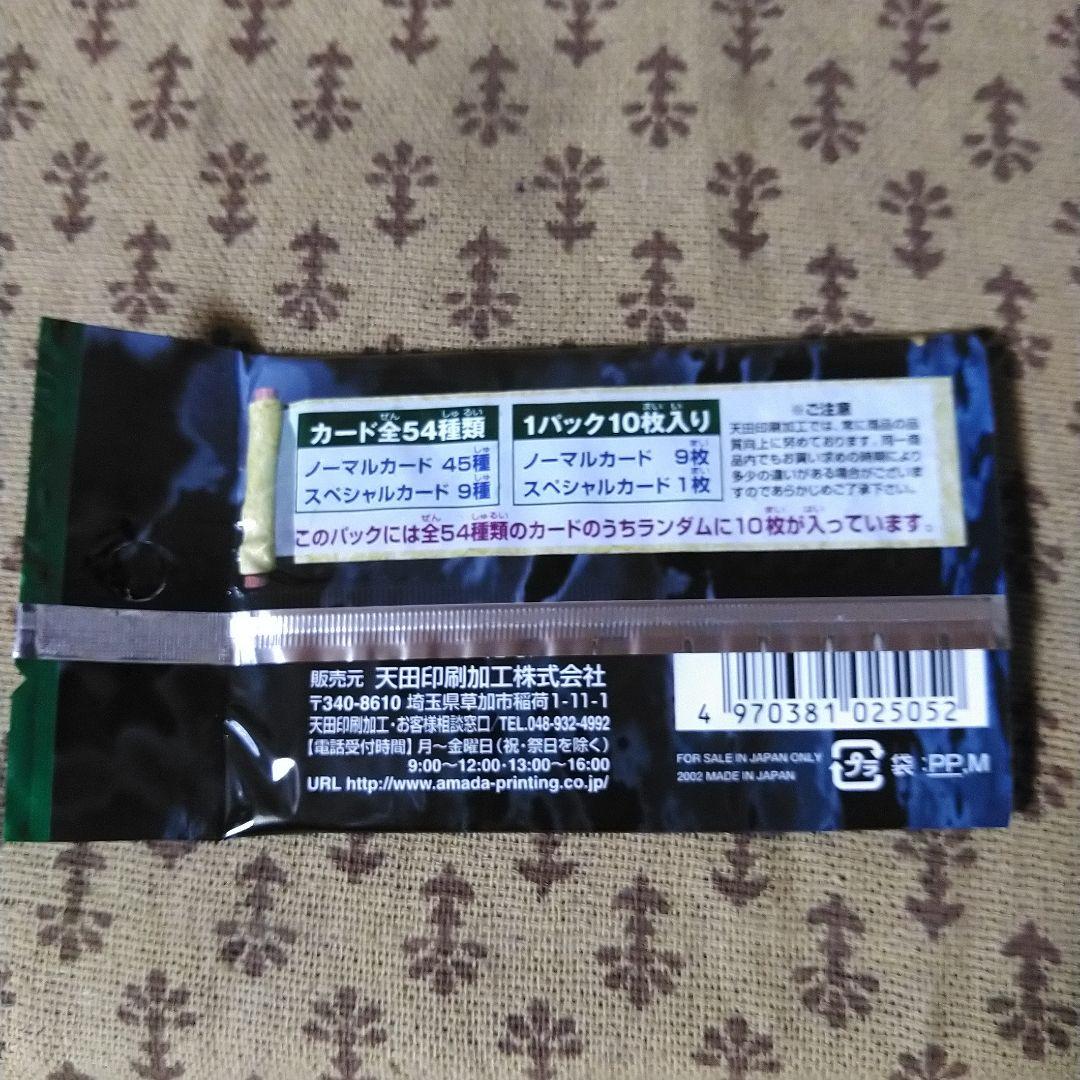 カード全54種類
ノーマルカード 45種
スペシャルカード 9種
1パック10枚入り
ノーマルカード 9枚
スペシャルカード 1枚
※ご注意
天田印刷加工では、常に商品の品
質向上に努めております。同一商
品内でもお買い求めの時期により
多少の違いがある場合がございま
すのであらかじめご了承下さい。
このパックには全54種類のカードのうちランダムに10枚が入っています。
販売元 天田印刷加工株式会社
〒340-8610 埼玉県草加市稲荷1-11-1
天田印刷加工・お客様相談窓口/TEL.048-932-4992
【電話受付時間】月〜金曜日(祝・祭日を除く)
9:00〜12:00・13:00〜16:00
URL http://www.amada-printing.co.jp/
4 970381 025052
FOR SALE IN JAPAN ONLY
2002 MADE IN JAPAN
プラ 袋:PP,M